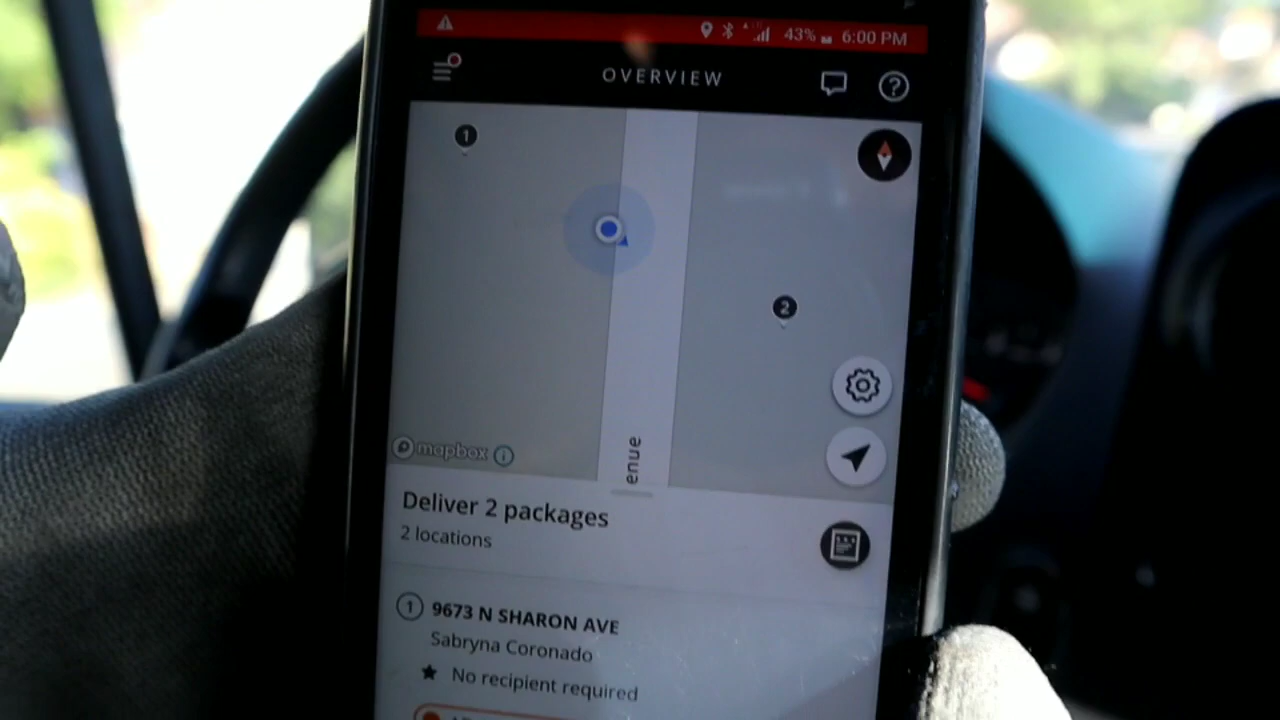 43% 6:00 PM
OVERVIEW
1
2
enue
mapbox
Deliver 2 packages
2 locations
1 9673 N SHARON AVE
Sabryna Coronado
No recipient required